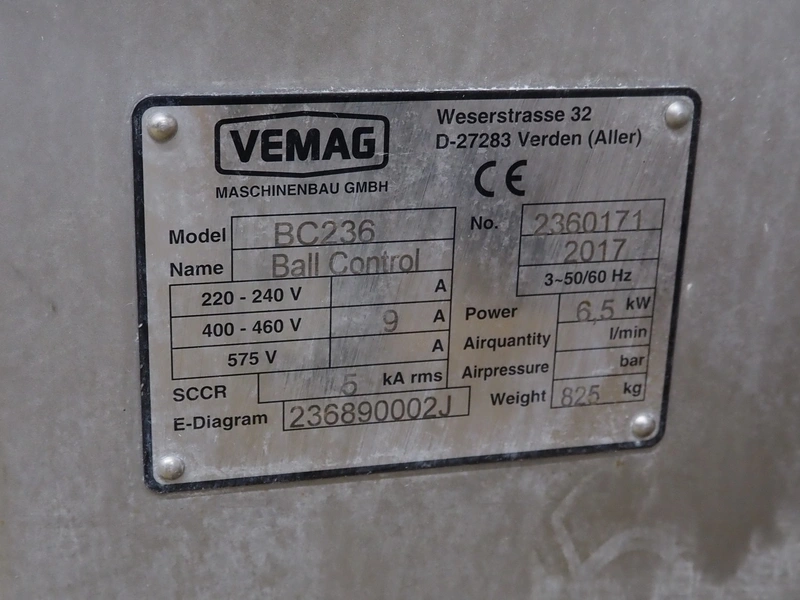 VEMAG
MASCHINENBAU GMBH
Weserstrasse 32
D-27283 Verden (Aller)
CE
Model BC236
Name Ball Control
No. 2360171
2017
3~50/60 Hz
220 - 240 V A
400 - 460 V 9 A
575 V A
SCCR 5 kA rms
E-Diagram 236890002J
Power 6,5 kW
Airquantity l/min
Airpressure bar
Weight 825 kg